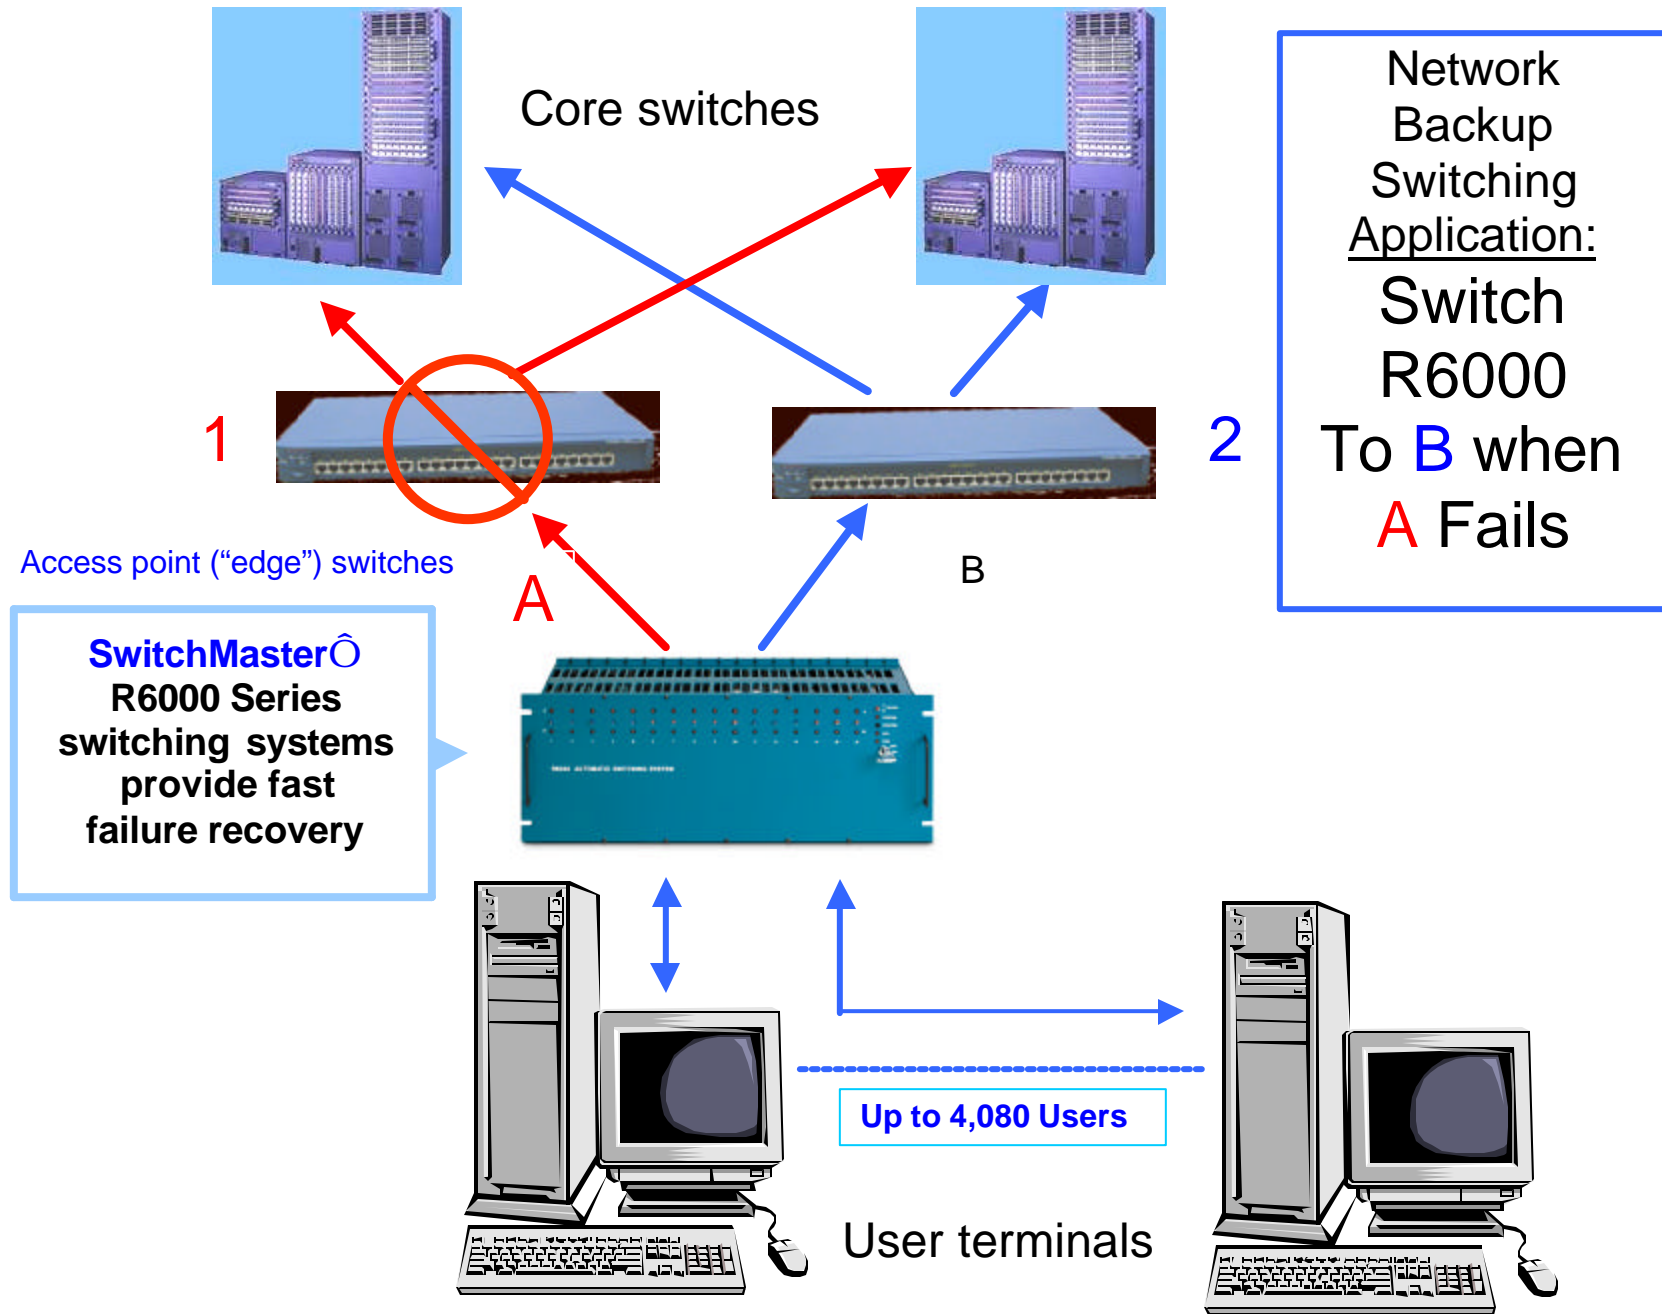 Core switches
Network
Backup
Switching
Application:
Switch
R6000
To B when
A Fails
1
2
Access point (“edge”) switches
A
B
SwitchMasterÔ
R6000 Series
switching systems
provide fast
failure recovery
Up to 4,080 Users
User terminals